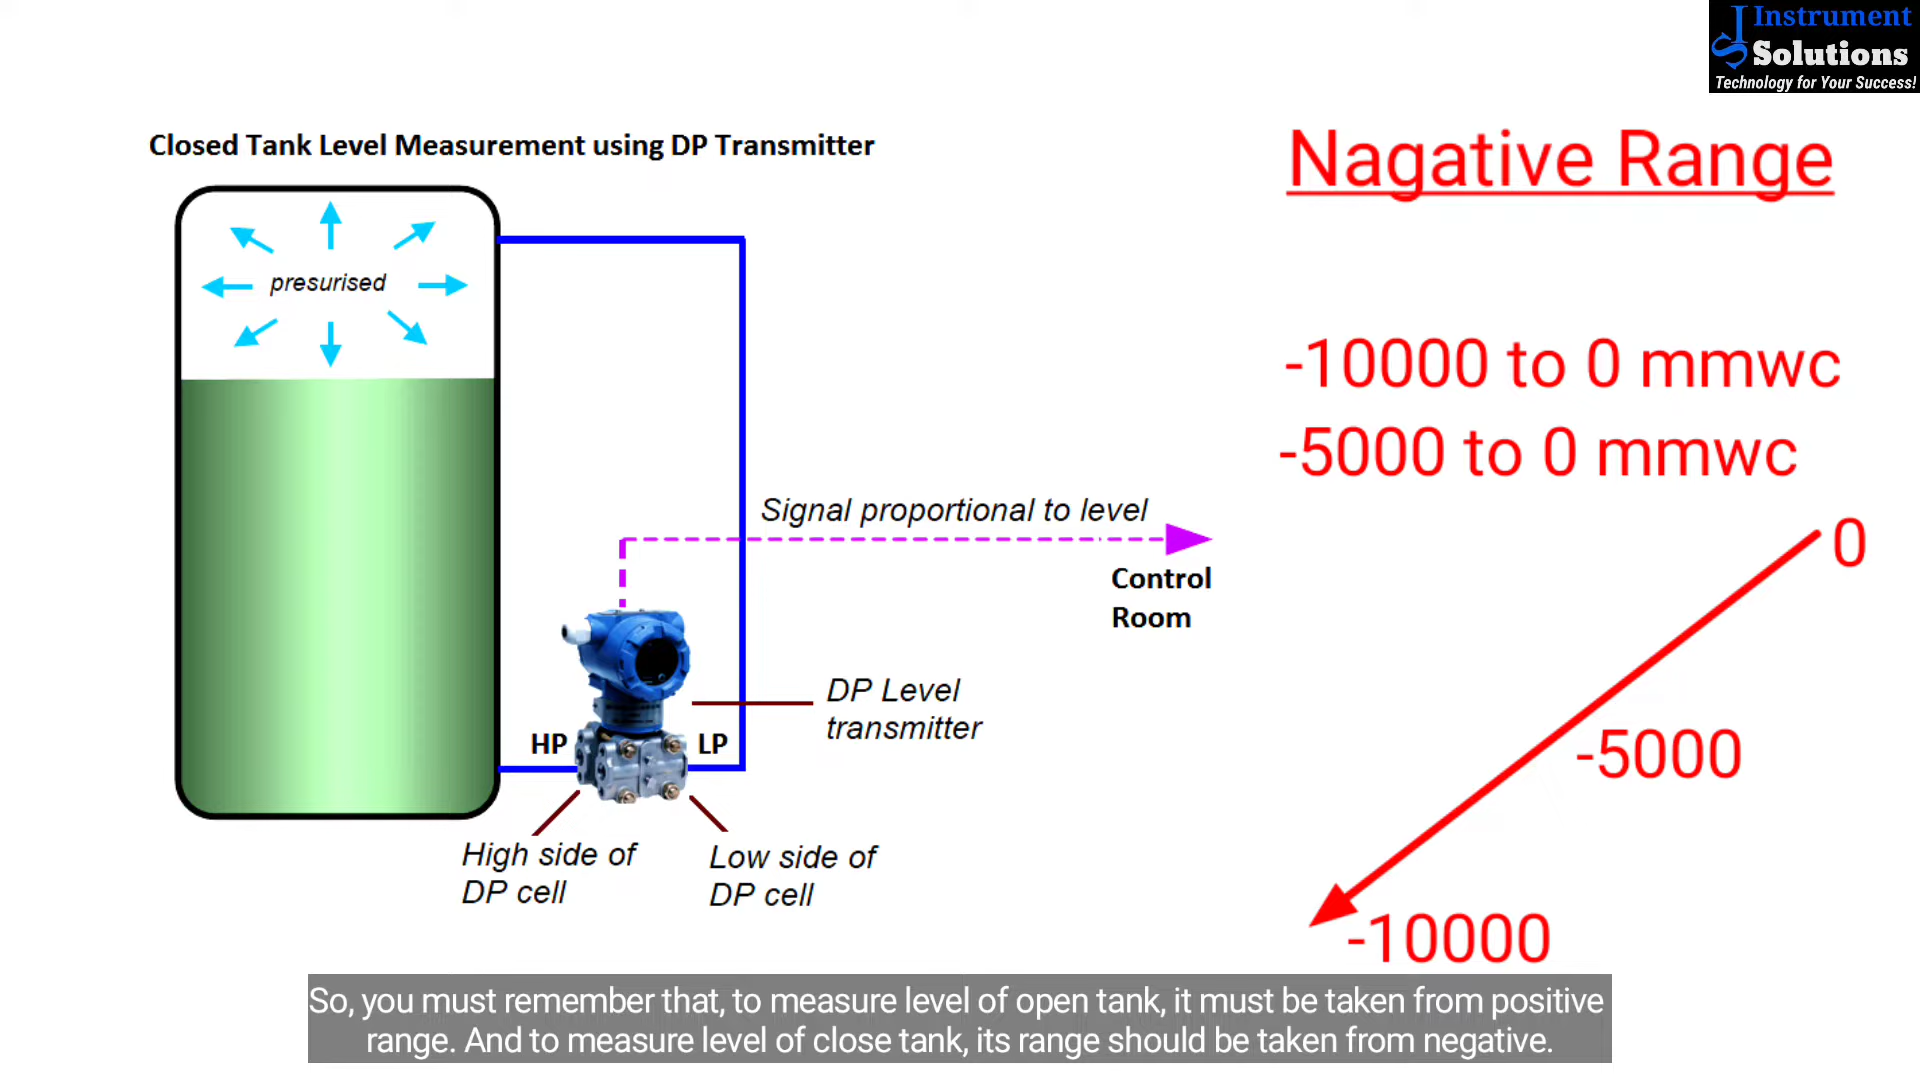 JS Instrument
Solutions
Technology for Your Success!
Closed Tank Level Measurement using DP Transmitter
Nagative Range
presurised
-10000 to 0 mmwc
-5000 to 0 mmwc
Signal proportional to level
0
Control
Room
DP Level
transmitter
HP
LP
-5000
High side of
DP cell
Low side of
DP cell
-10000
So, you must remember that, to measure level of open tank, it must be taken from positive
range. And to measure level of close tank, its range should be taken from negative.